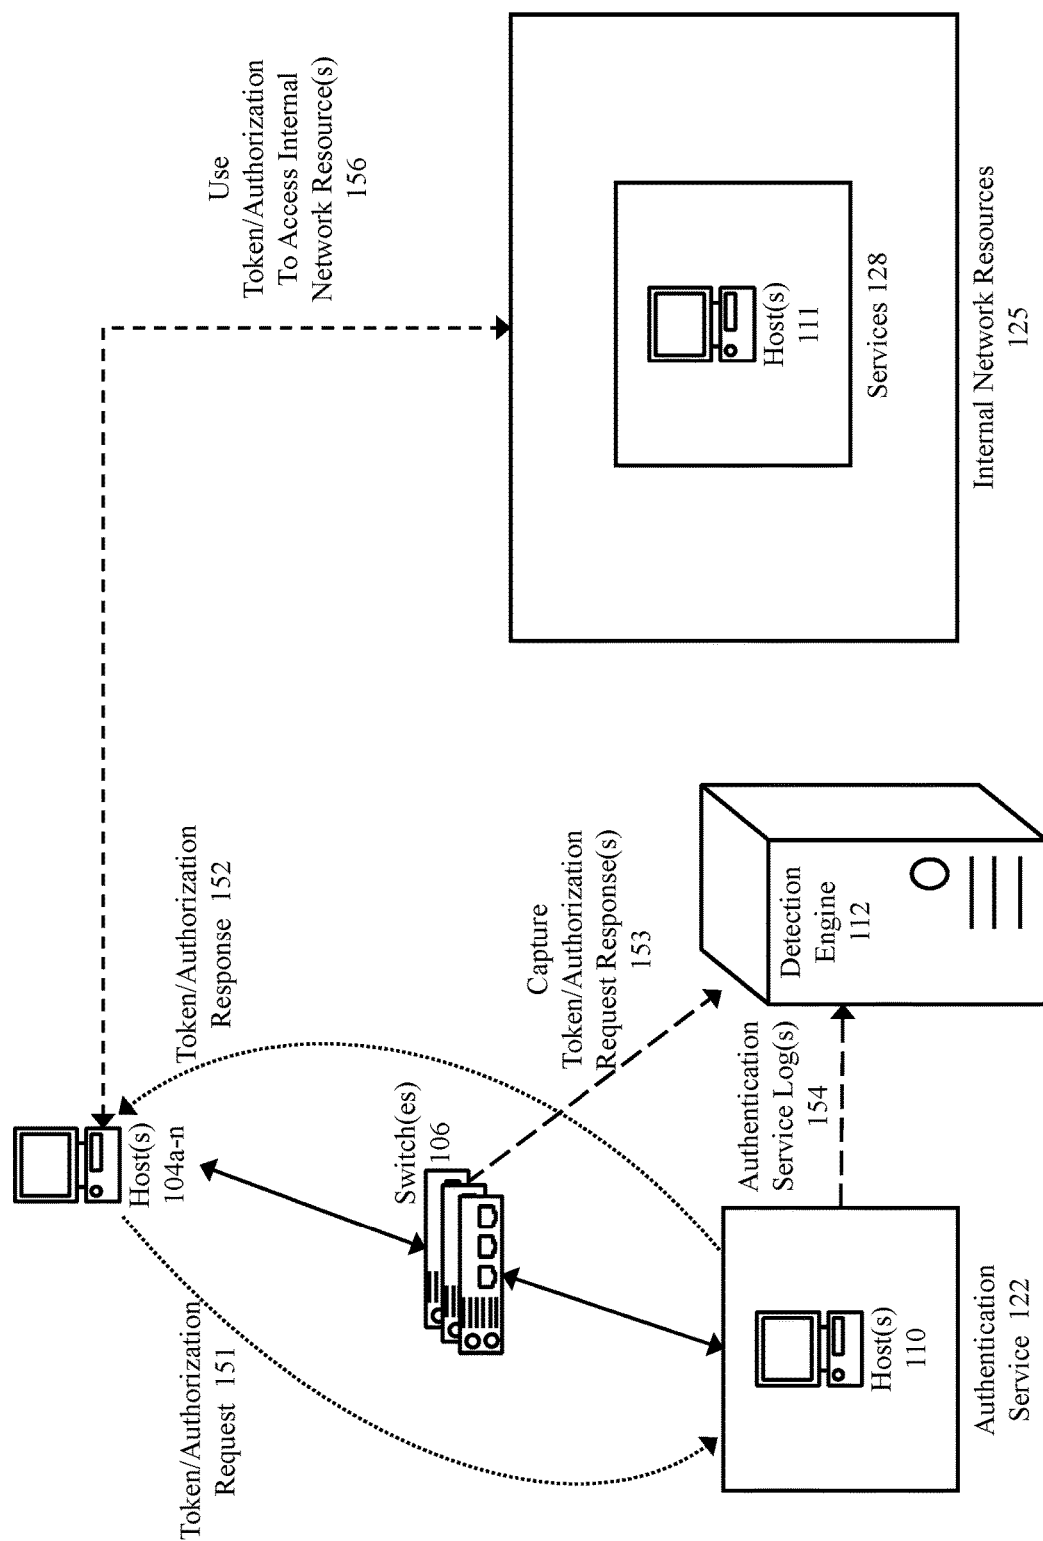 Token/Authorization
Request 151
Host(s)
104a-n
Token/Authorization
Response 152
Use
Token/Authorization
To Access Internal
Network Resource(s)
156
Switch(es)
106
Capture
Token/Authorization
Request Response(s)
153
Authentication
Service Log(s)
154
Detection
Engine
112
Host(s)
110
Authentication
Service 122
Host(s)
111
Services 128
Internal Network Resources
125